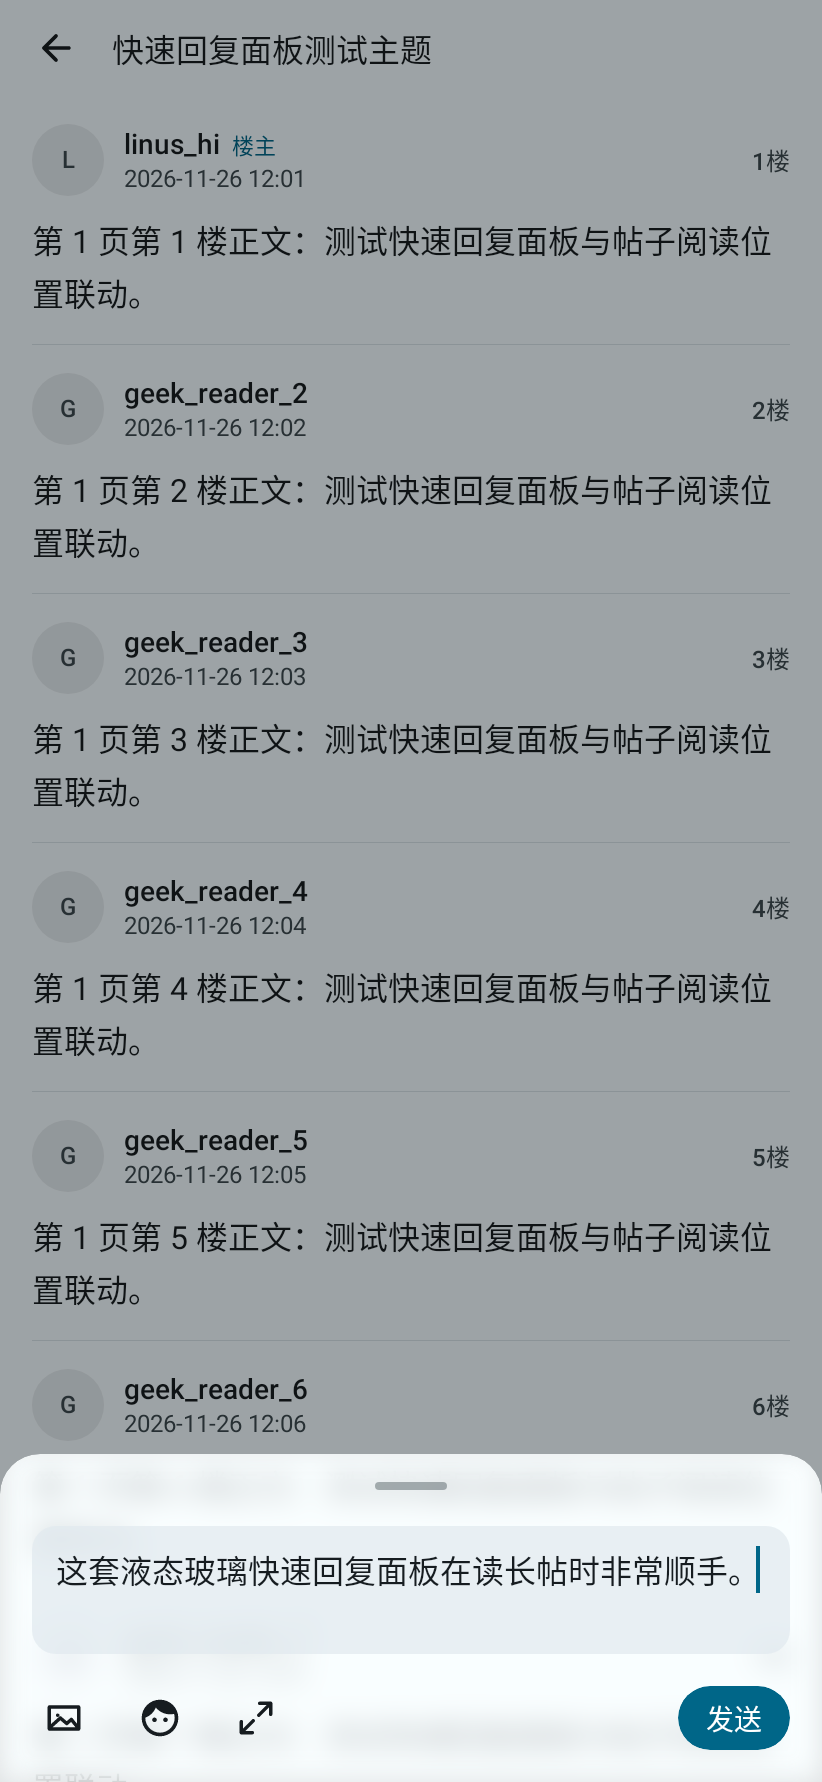 快速回复面板测试主题
L
linus_hi 楼主
1楼
2026-11-26 12:01
第 1 页第 1 楼正文：测试快速回复面板与帖子阅读位
置联动。
G
geek_reader_2
2楼
2026-11-26 12:02
第 1 页第 2 楼正文：测试快速回复面板与帖子阅读位
置联动。
G
geek_reader_3
3楼
2026-11-26 12:03
第 1 页第 3 楼正文：测试快速回复面板与帖子阅读位
置联动。
G
geek_reader_4
4楼
2026-11-26 12:04
第 1 页第 4 楼正文：测试快速回复面板与帖子阅读位
置联动。
G
geek_reader_5
5楼
2026-11-26 12:05
第 1 页第 5 楼正文：测试快速回复面板与帖子阅读位
置联动。
G
geek_reader_6
6楼
2026-11-26 12:06
这套液态玻璃快速回复面板在读长帖时非常顺手。
发送